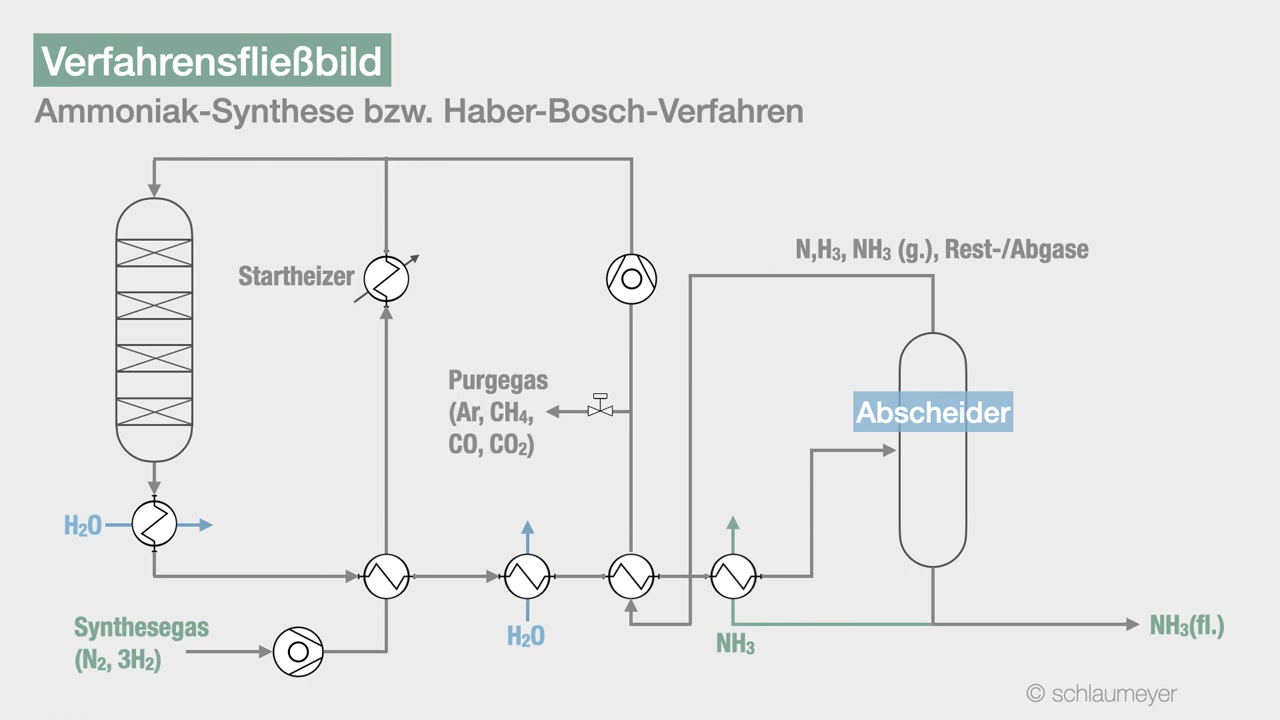 Verfahrensfließbild
Ammoniak-Synthese bzw. Haber-Bosch-Verfahren
N,H₃, NH₃ (g.), Rest-/Abgase
Startheizer
Purgegas
(Ar, CH₄,
CO, CO₂)
Abscheider
H₂O
Synthesegas
(N₂, 3H₂)
H₂O
NH₃
NH₃(fl.)
© schlaumeyer